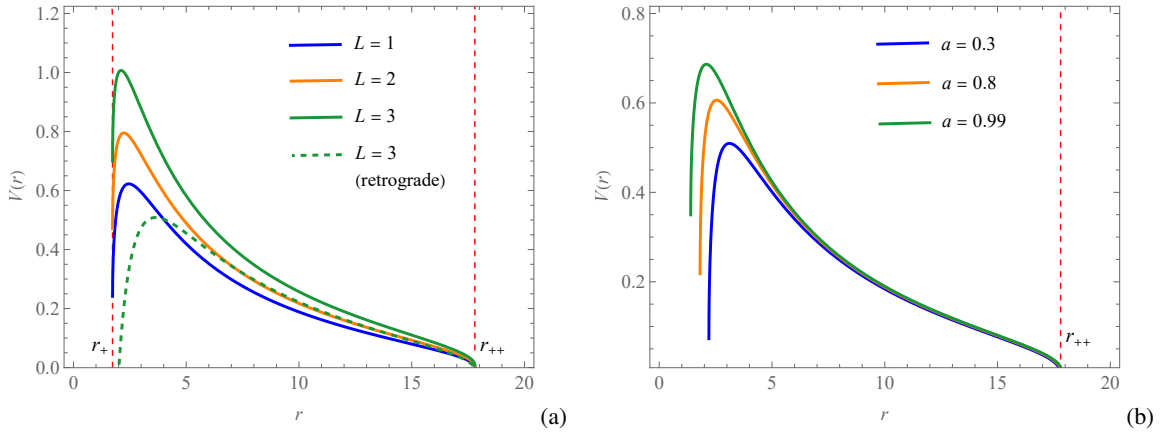 1.2
1.0
0.8
0.6
0.4
0.2
0.0
V(r)
0 5 10 15 20
r
L = 1
L = 2
L = 3
L = 3
(retrograde)
r₊
r₊₊
(a)
0.8
0.6
0.4
0.2
V(r)
0 5 10 15 20
r
a = 0.3
a = 0.8
a = 0.99
r₊₊
(b)